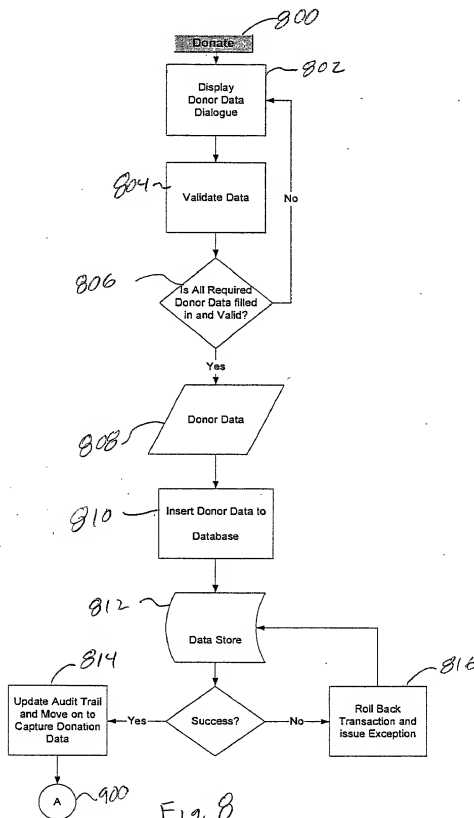 800
Donate
802
Display
Donor Data
Dialogue
804
Validate Data
No
806
Is All Required
Donor Data filled
in and Valid?
Yes
808
Donor Data
810
Insert Donor Data to
Database
812
Data Store
814
816
Update Audit Trail
and Move on to
Capture Donation
Data
Yes
Success?
No
Roll Back
Transaction and
issue Exception
A
900
Fig. 8